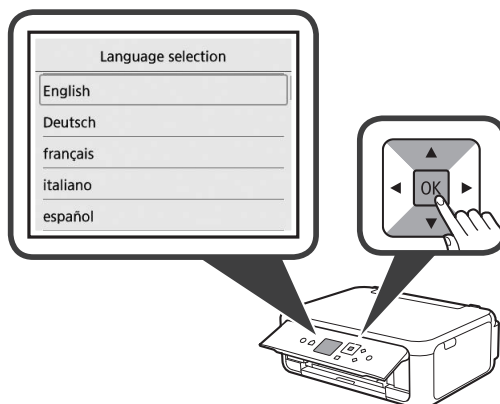 Language selection
English
Deutsch
français
italiano
español
OK